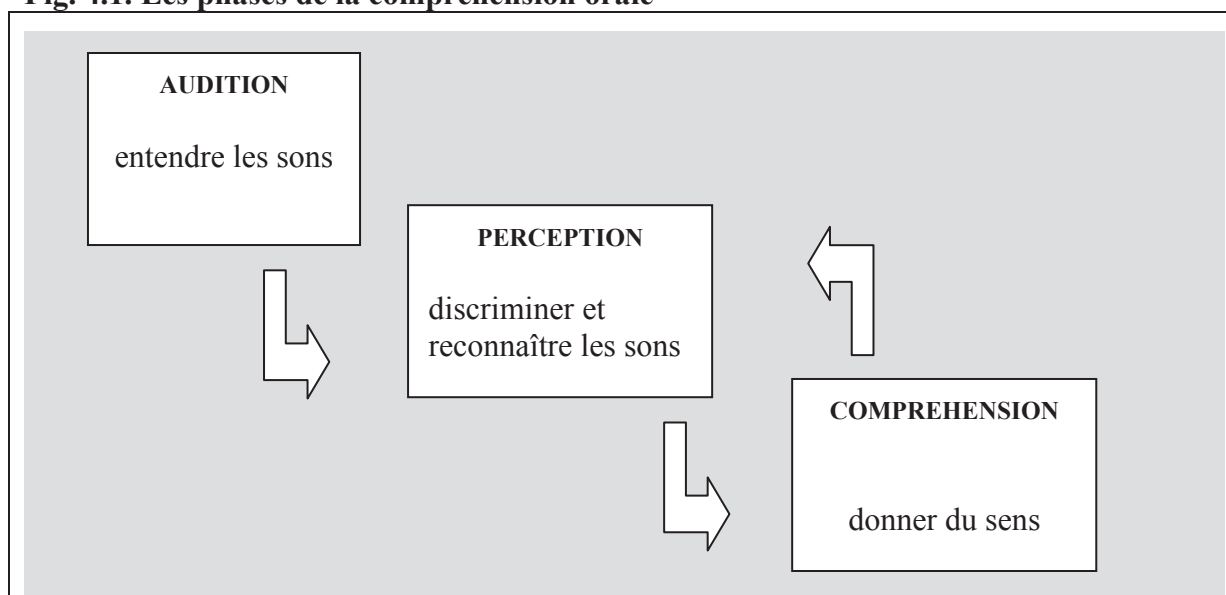 Fig. 4.1. Les phases de la compréhension orale
AUDITION
entendre les sons
PERCEPTION
discriminer et
reconnaître les sons
COMPREHENSION
donner du sens